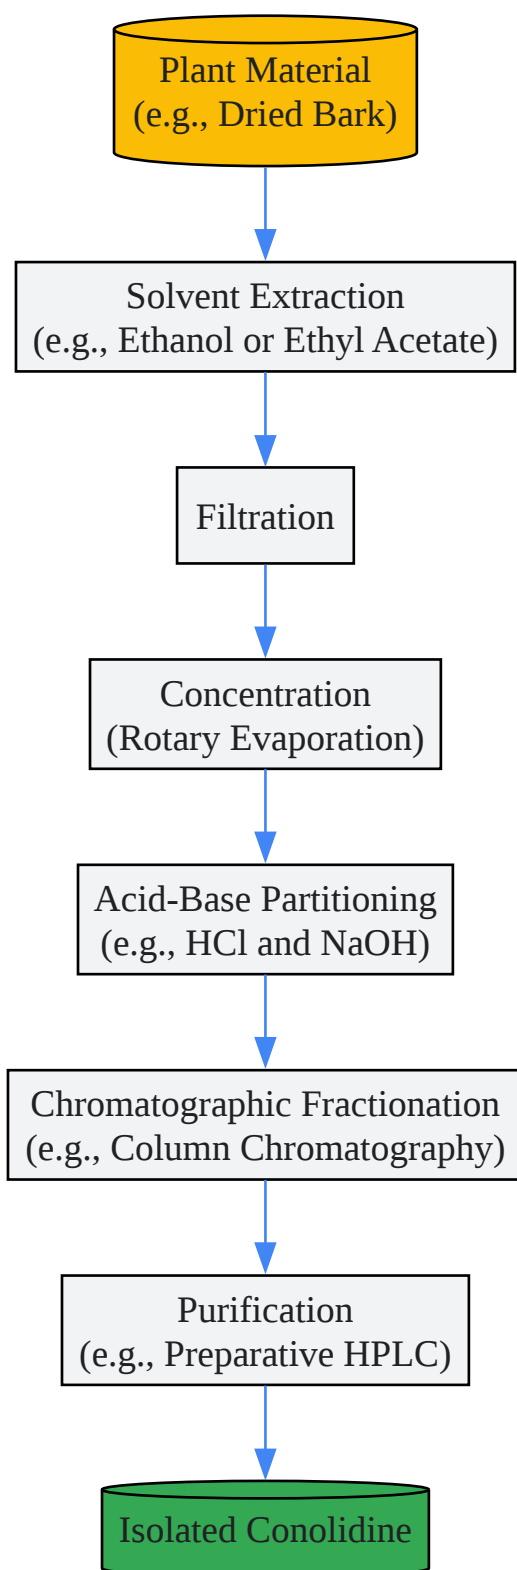 Plant Material
(e.g., Dried Bark)
Solvent Extraction
(e.g., Ethanol or Ethyl Acetate)
Filtration
Concentration
(Rotary Evaporation)
Acid-Base Partitioning
(e.g., HCl and NaOH)
Chromatographic Fractionation
(e.g., Column Chromatography)
Purification
(e.g., Preparative HPLC)
Isolated Conolidine